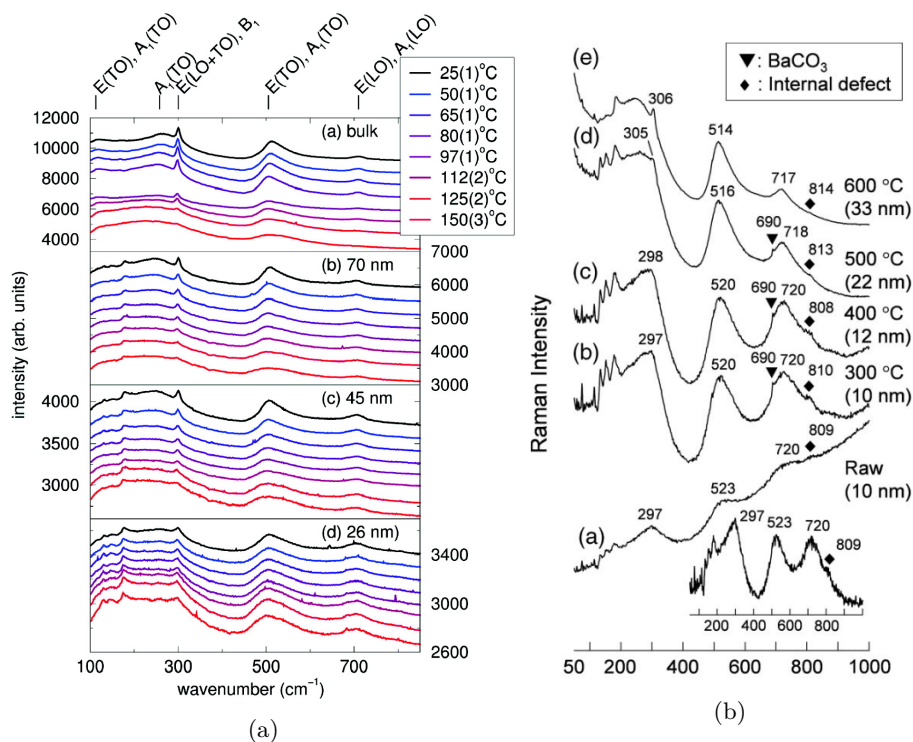 E(TO), A₁(TO)
A₁(TO)
E(LO+TO), B₁
E(TO), A₁(TO)
E(LO), A₁(LO)
25(1)°C
50(1)°C
65(1)°C
80(1)°C
97(1)°C
112(2)°C
125(2)°C
150(3)°C
(a) bulk
12000
10000
8000
6000
4000
(b) 70 nm
7000
6000
5000
4000
3000
(c) 45 nm
4000
3500
3000
(d) 26 nm
3400
3000
2600
intensity (arb. units)
100 300 500 700
wavenumber (cm⁻¹)
(a)
▼: BaCO₃
◆: Internal defect
(e)
306
514
717
814
600 °C
(33 nm)
(d)
305
516
690
718
813
500 °C
(22 nm)
(c)
298
520
690
720
808
400 °C
(12 nm)
(b)
297
520
690
720
810
300 °C
(10 nm)
(a)
297
523
720
809
Raw
(10 nm)
297
523
720
809
200 400 600 800
Raman Intensity
50 200 400 600 800 1000
(b)